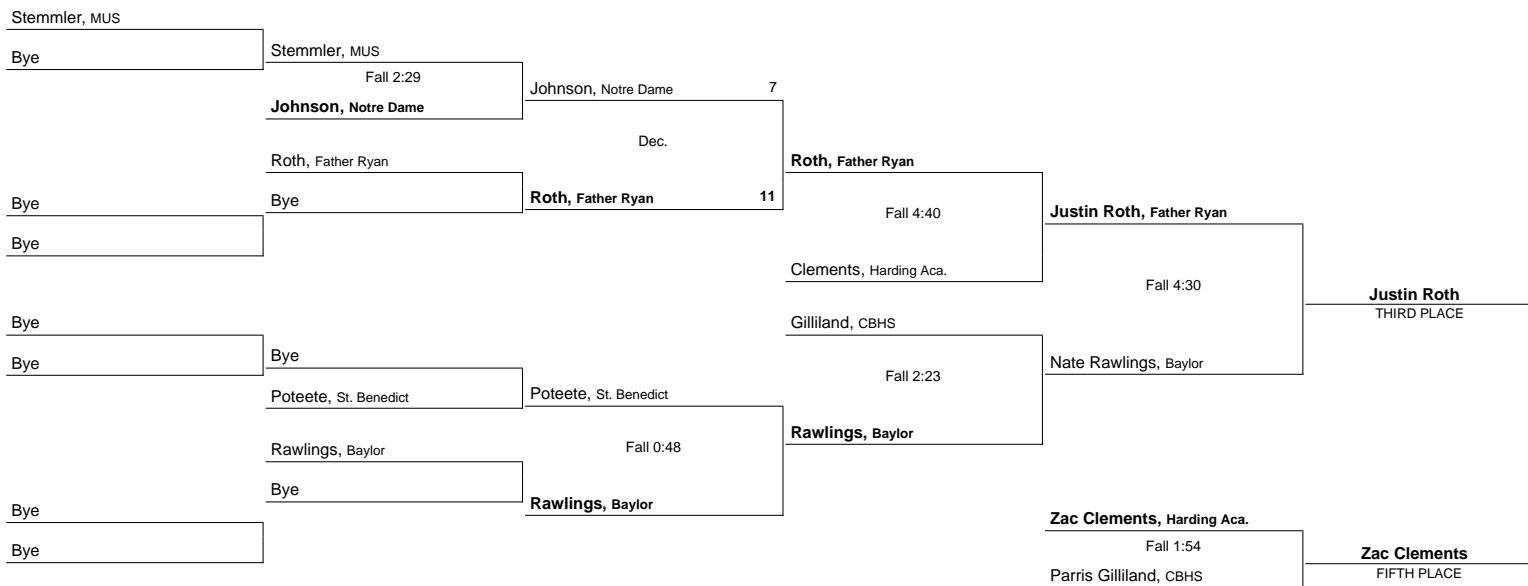 Stemmler, MUS
Bye
Stemmler, MUS
Fall 2:29
Johnson, Notre Dame
Johnson, Notre Dame 7
Dec.
Roth, Father Ryan
Bye
Roth, Father Ryan 11
Bye
Bye
Roth, Father Ryan
Fall 4:40
Clements, Harding Aca.
Justin Roth, Father Ryan
Fall 4:30
Justin Roth
THIRD PLACE
Bye
Bye
Bye
Poteete, St. Benedict
Poteete, St. Benedict
Fall 0:48
Rawlings, Baylor
Bye
Rawlings, Baylor
Gilliland, CBHS
Fall 2:23
Rawlings, Baylor
Nate Rawlings, Baylor
Bye
Bye
Zac Clements, Harding Aca.
Fall 1:54
Parris Gilliland, CBHS
Zac Clements
FIFTH PLACE